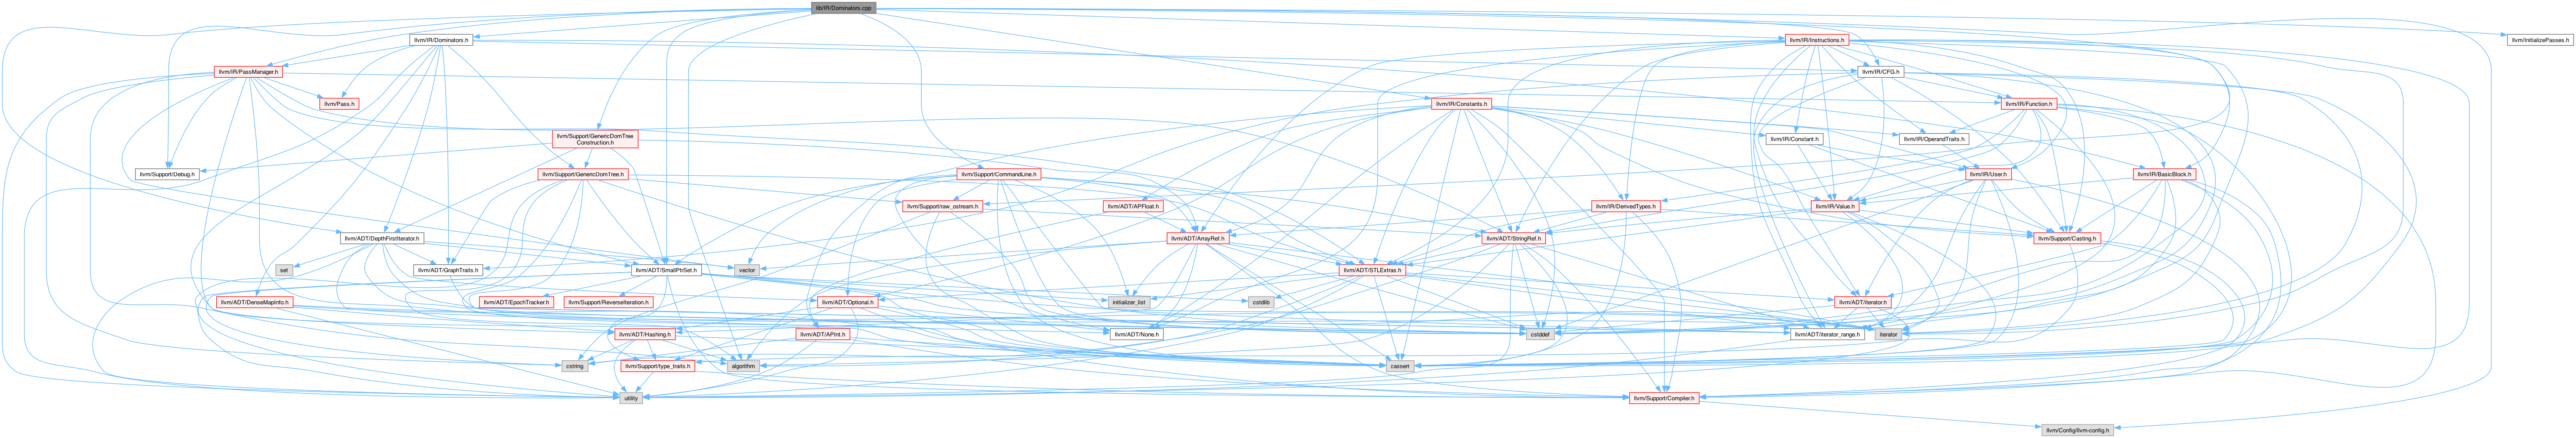 lib/IR/Dominators.cpp
llvm/IR/Dominators.h
llvm/IR/Instructions.h
llvm/InitializePasses.h
llvm/IR/PassManager.h
llvm/IR/CFG.h
llvm/Pass.h
llvm/IR/Constants.h
llvm/IR/Function.h
llvm/Support/GenericDomTree
Construction.h
llvm/IR/Constant.h
llvm/IR/OperandTraits.h
llvm/Support/Debug.h
llvm/Support/GenericDomTree.h
llvm/Support/CommandLine.h
llvm/IR/User.h
llvm/IR/BasicBlock.h
llvm/Support/raw_ostream.h
llvm/ADT/APFloat.h
llvm/IR/DerivedTypes.h
llvm/IR/Value.h
llvm/ADT/DepthFirstIterator.h
llvm/ADT/ArrayRef.h
llvm/ADT/StringRef.h
llvm/Support/Casting.h
set
llvm/ADT/GraphTraits.h
llvm/ADT/SmallPtrSet.h
vector
llvm/ADT/STLExtras.h
llvm/ADT/DenseMapInfo.h
llvm/ADT/EpochTracker.h
llvm/Support/ReverseIteration.h
llvm/ADT/Optional.h
initializer_list
cstdlib
llvm/ADT/iterator.h
llvm/ADT/Hashing.h
llvm/ADT/APInt.h
llvm/ADT/None.h
cstddef
llvm/ADT/iterator_range.h
iterator
cstring
llvm/Support/type_traits.h
algorithm
cassert
utility
llvm/Support/Compiler.h
llvm/Config/llvm-config.h